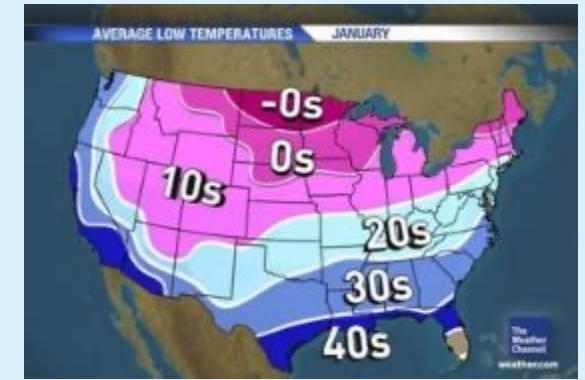 AVERAGE LOW TEMPERATURES JANUARY
-0s
0s
10s
20s
30s
40s
The
Weather
Channel
weather.com